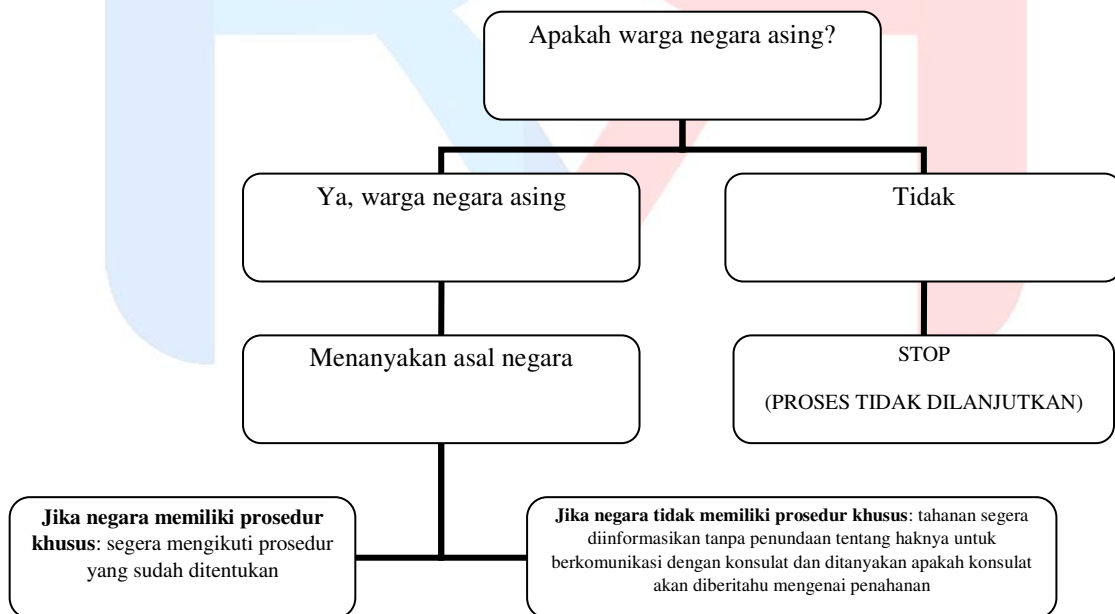 Apakah warga negara asing?
Ya, warga negara asing
Tidak
Menanyakan asal negara
STOP
(PROSES TIDAK DILANJUTKAN)
Jika negara memiliki prosedur
khusus: segera mengikuti prosedur
yang sudah ditentukan
Jika negara tidak memiliki prosedur khusus: tahanan segera
diinformasikan tanpa penundaan tentang haknya untuk
berkomunikasi dengan konsulat dan ditanyakan apakah konsulat
akan diberitahu mengenai penahanan